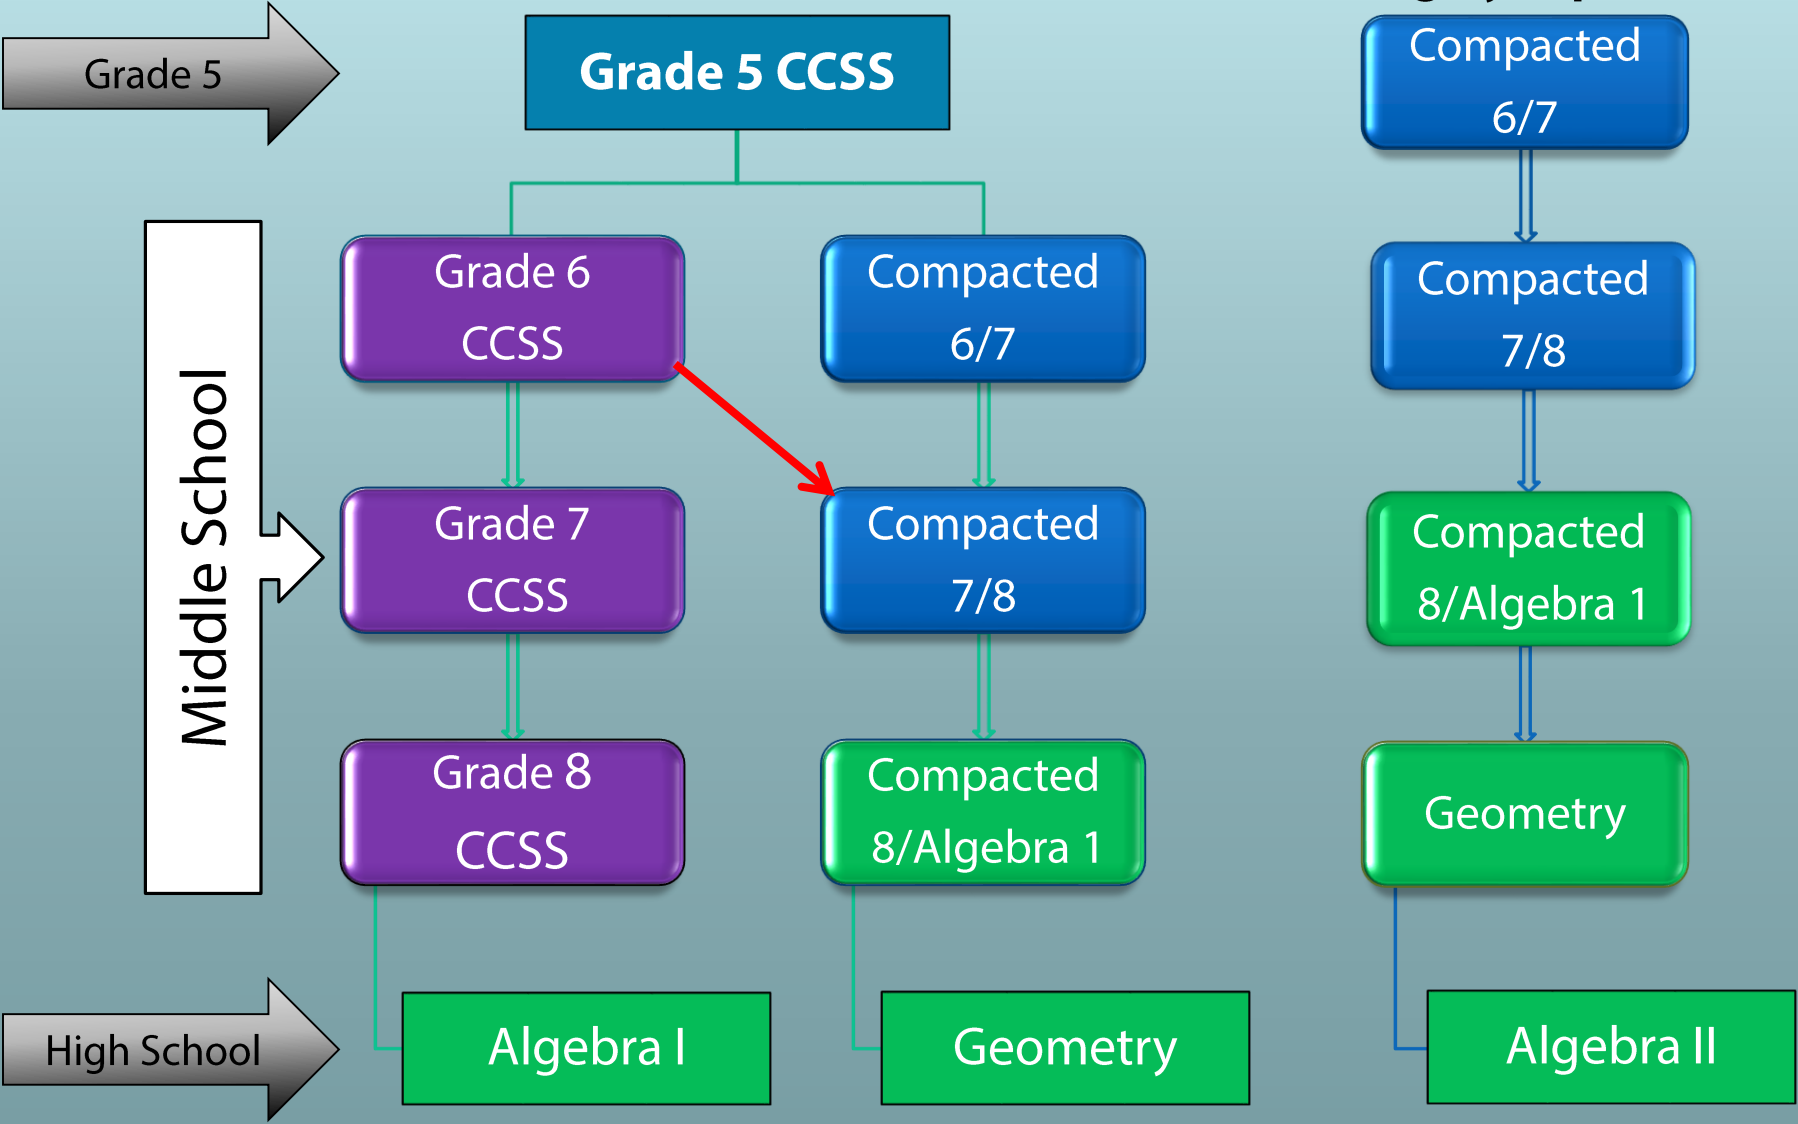 Grade 5
Grade 5 CCSS
Compacted
6/7
Middle School
Grade 6
CCSS
Compacted
6/7
Compacted
7/8
Grade 7
CCSS
Compacted
7/8
Compacted
8/Algebra 1
Grade 8
CCSS
Compacted
8/Algebra 1
Geometry
High School
Algebra I
Geometry
Algebra II